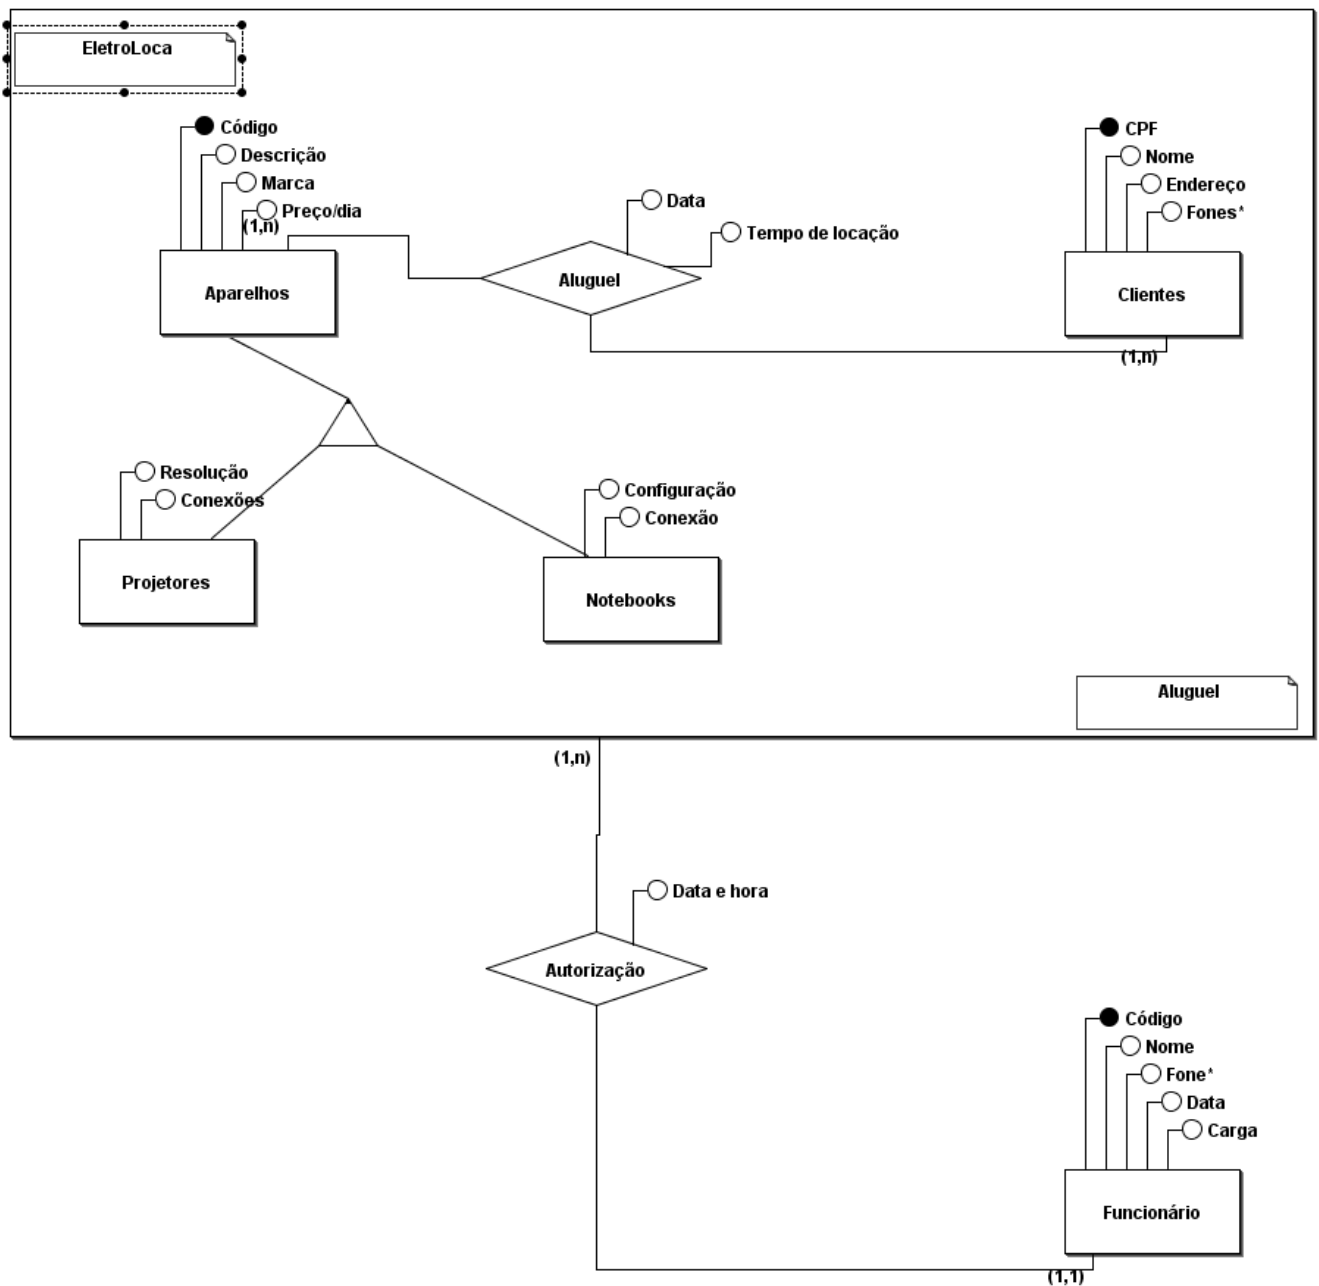 EletroLoca
Código
Descrição
Marca
Preço/dia
(1,n)
Aparelhos
Data
Tempo de locação
Aluguel
CPF
Nome
Endereço
Fones*
Clientes
(1,n)
Resolução
Conexões
Projetores
Configuração
Conexão
Notebooks
Aluguel
(1,n)
Data e hora
Autorização
Código
Nome
Fone*
Data
Carga
Funcionário
(1,1)